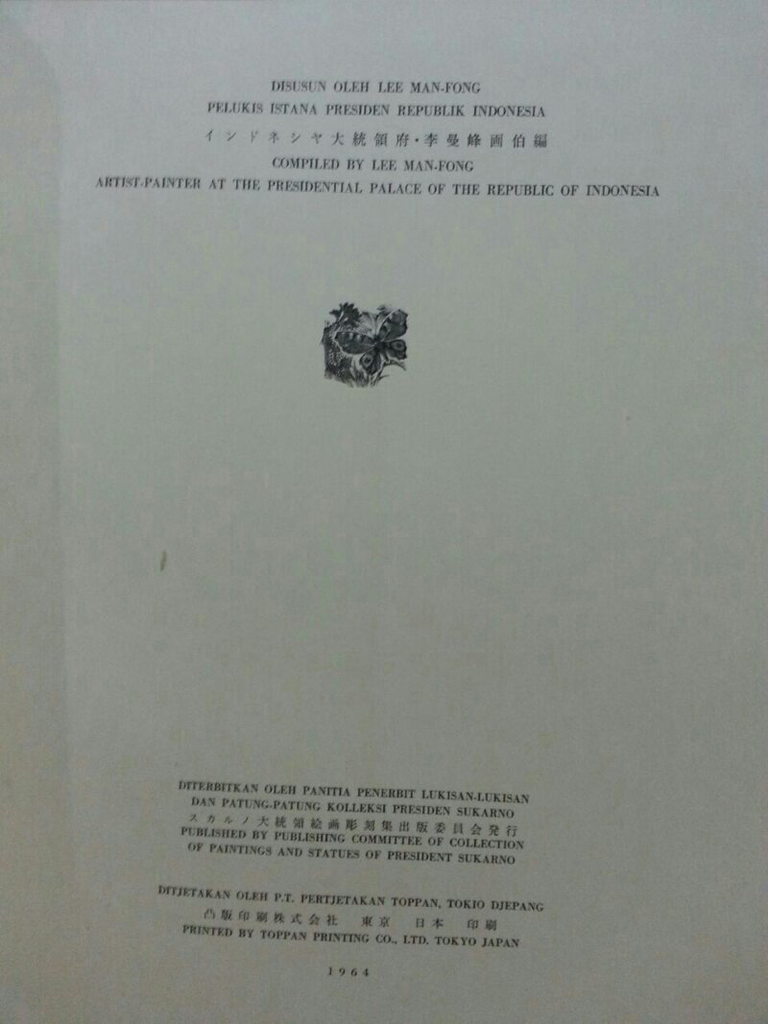 DISUSUN OLEH LEE MAN-FONG
PELUKIS ISTANA PRESIDEN REPUBLIK INDONESIA
インドネシヤ大統領府・李曼峰画伯編
COMPILED BY LEE MAN-FONG
ARTIST-PAINTER AT THE PRESIDENTIAL PALACE OF THE REPUBLIC OF INDONESIA
DITERBITKAN OLEH PANITIA PENERBIT LUKISAN-LUKISAN
DAN PATUNG-PATUNG KOLLEKSI PRESIDEN SUKARNO
スカルノ大統領絵画彫刻集出版委員会発行
PUBLISHED BY PUBLISHING COMMITTEE OF COLLECTION
OF PAINTINGS AND STATUES OF PRESIDENT SUKARNO
DITJETAKAN OLEH P.T. PERTJETAKAN TOPPAN, TOKIO DJEPANG
凸版印刷株式会社 東京 日本 印刷
PRINTED BY TOPPAN PRINTING CO., LTD. TOKYO JAPAN
1964